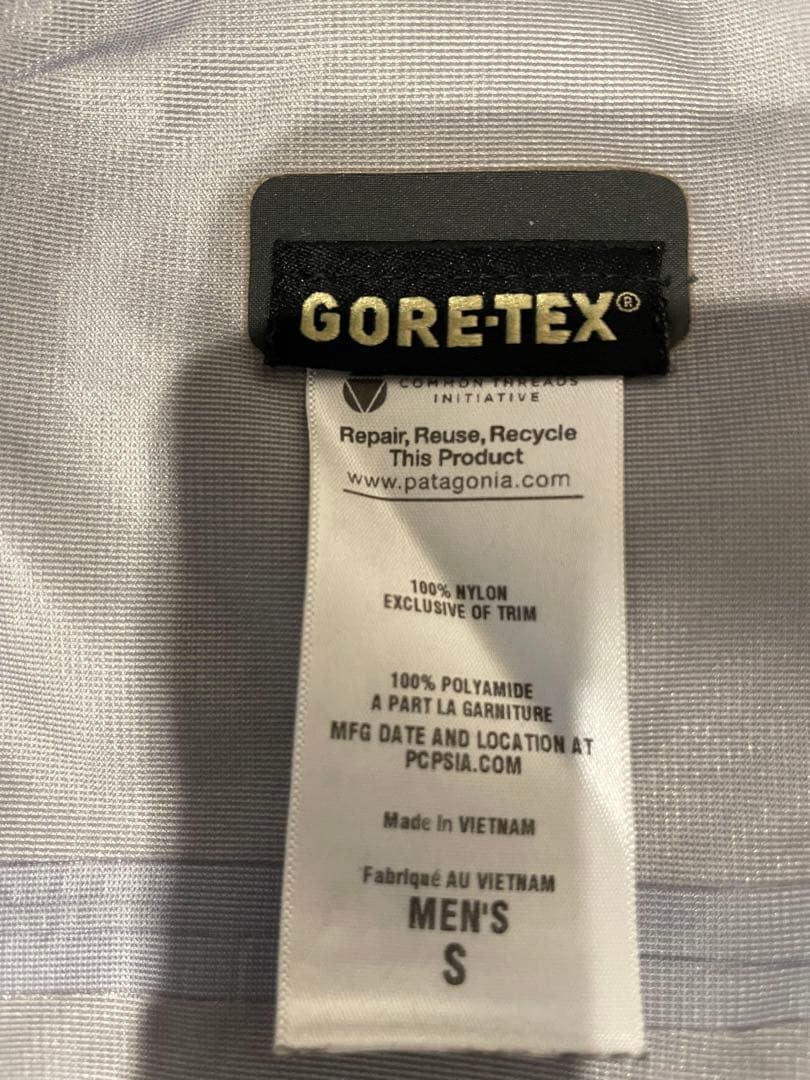 GORE-TEX®
COMMON THREADS
INITIATIVE
Repair, Reuse, Recycle
This Product
www.patagonia.com
100% NYLON
EXCLUSIVE OF TRIM
100% POLYAMIDE
A PART LA GARNITURE
MFG DATE AND LOCATION AT
PCPSIA.COM
Made in VIETNAM
Fabriqué AU VIETNAM
MEN'S
S